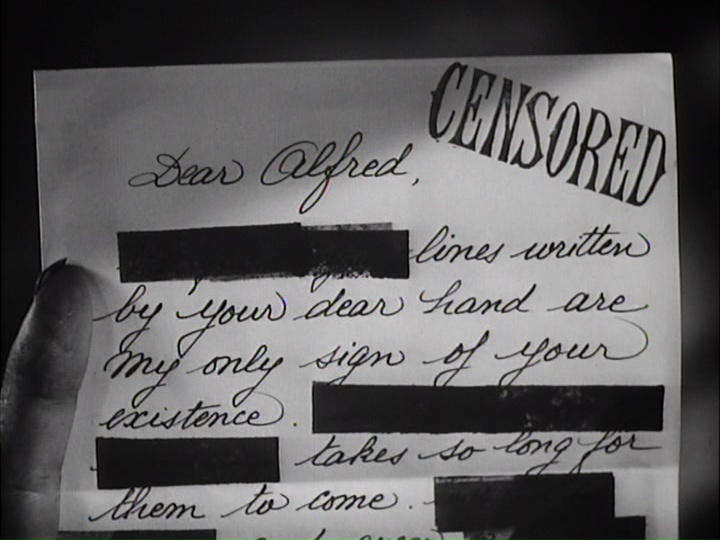 CENSORED
Dear Alfred,
lines written
by your dear hand are
my only sign of your
existence.
takes so long for
them to come.